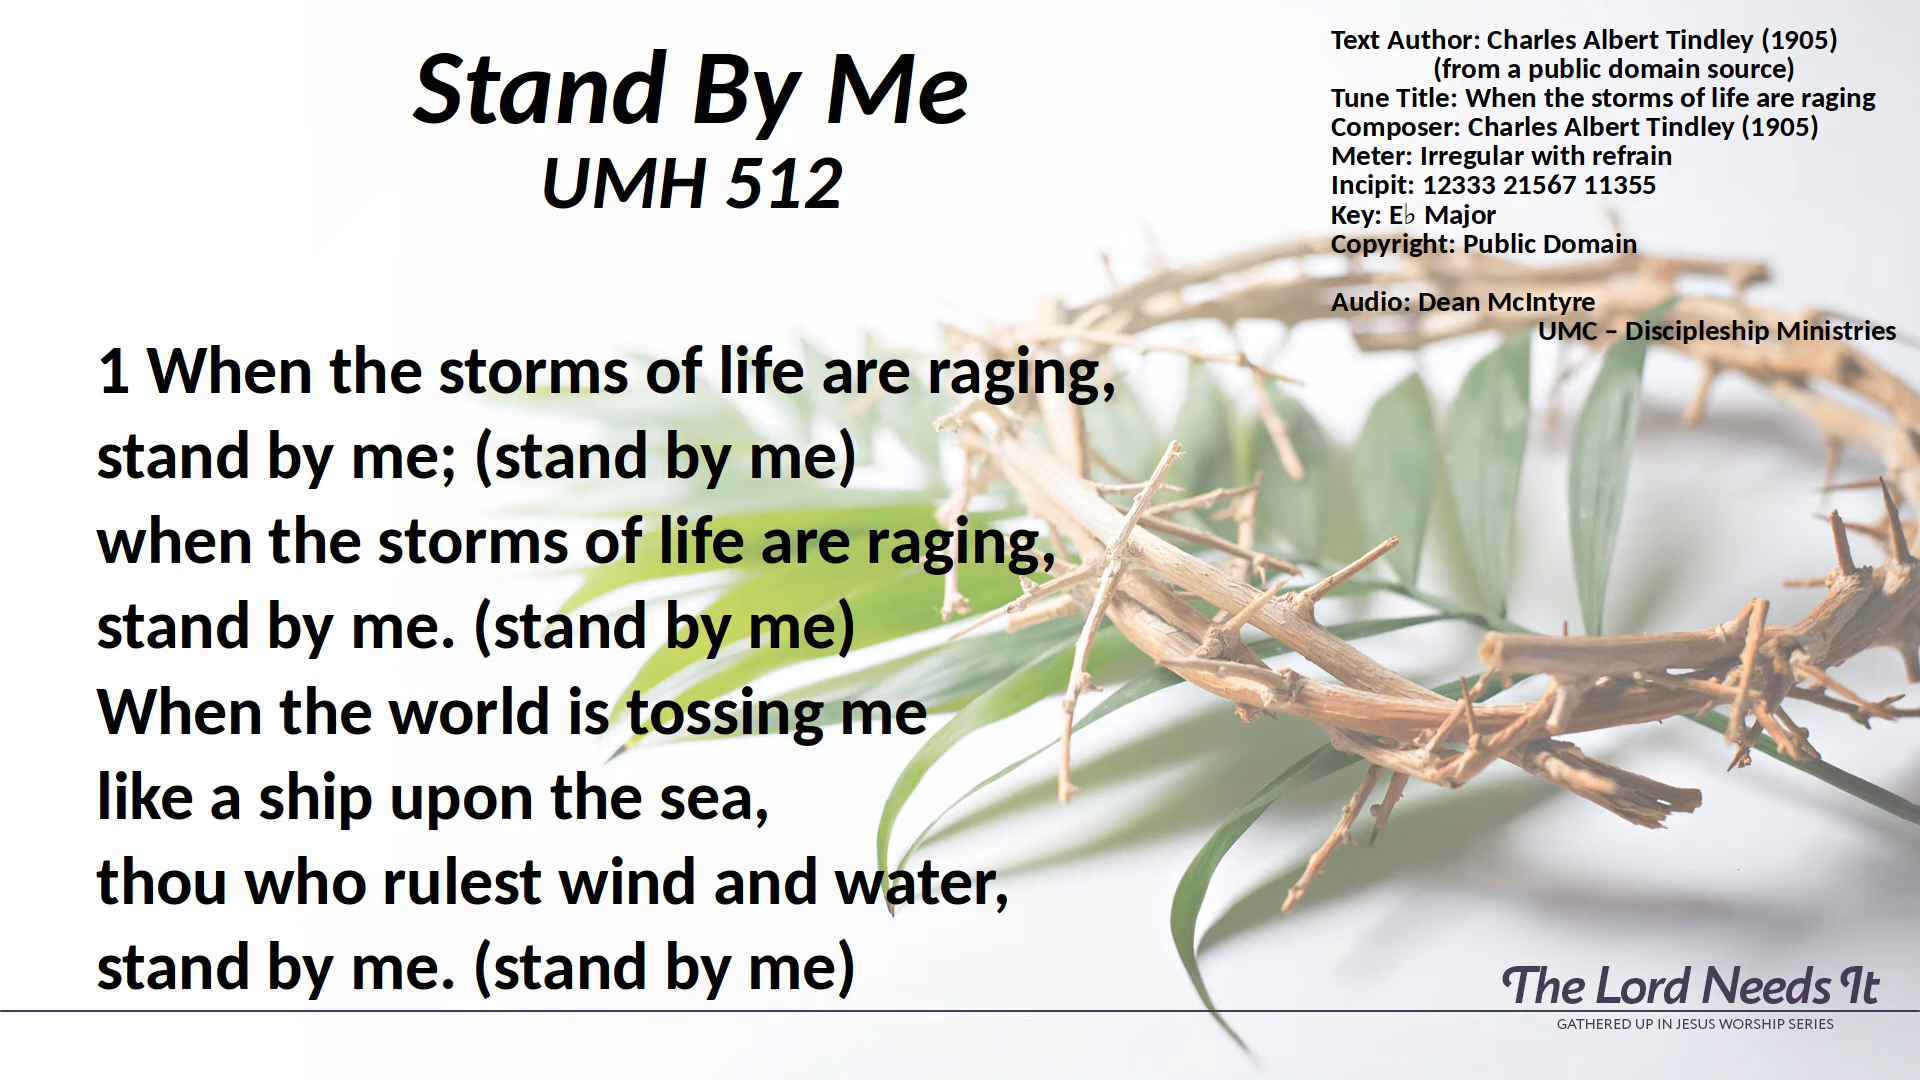 Stand By Me
UMH 512
Text Author: Charles Albert Tindley (1905)
(from a public domain source)
Tune Title: When the storms of life are raging
Composer: Charles Albert Tindley (1905)
Meter: Irregular with refrain
Incipit: 12333 21567 11355
Key: E♭ Major
Copyright: Public Domain
Audio: Dean McIntyre
UMC – Discipleship Ministries
1 When the storms of life are raging,
stand by me; (stand by me)
when the storms of life are raging,
stand by me. (stand by me)
When the world is tossing me
like a ship upon the sea,
thou who rulest wind and water,
stand by me. (stand by me)
The Lord Needs It
GATHERED UP IN JESUS WORSHIP SERIES